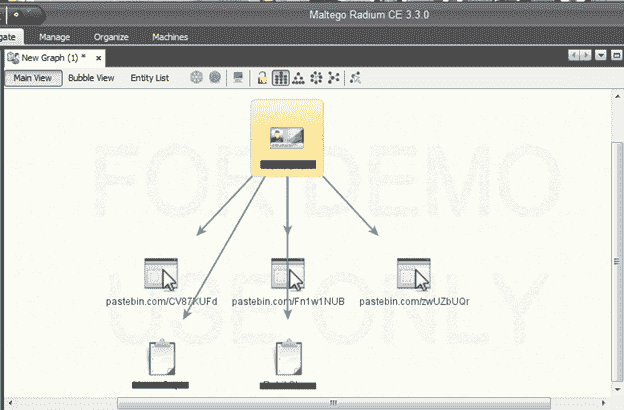 Maltego Radium CE 3.3.0
gate Manage Organize Machines
New Graph (1) *
Main View Bubble View Entity List
FOR DEMO
pastebin.com/CV87KUFd pastebin.com/Fn1w1NUB pastebin.com/zwUZbUQr
USE ONLY